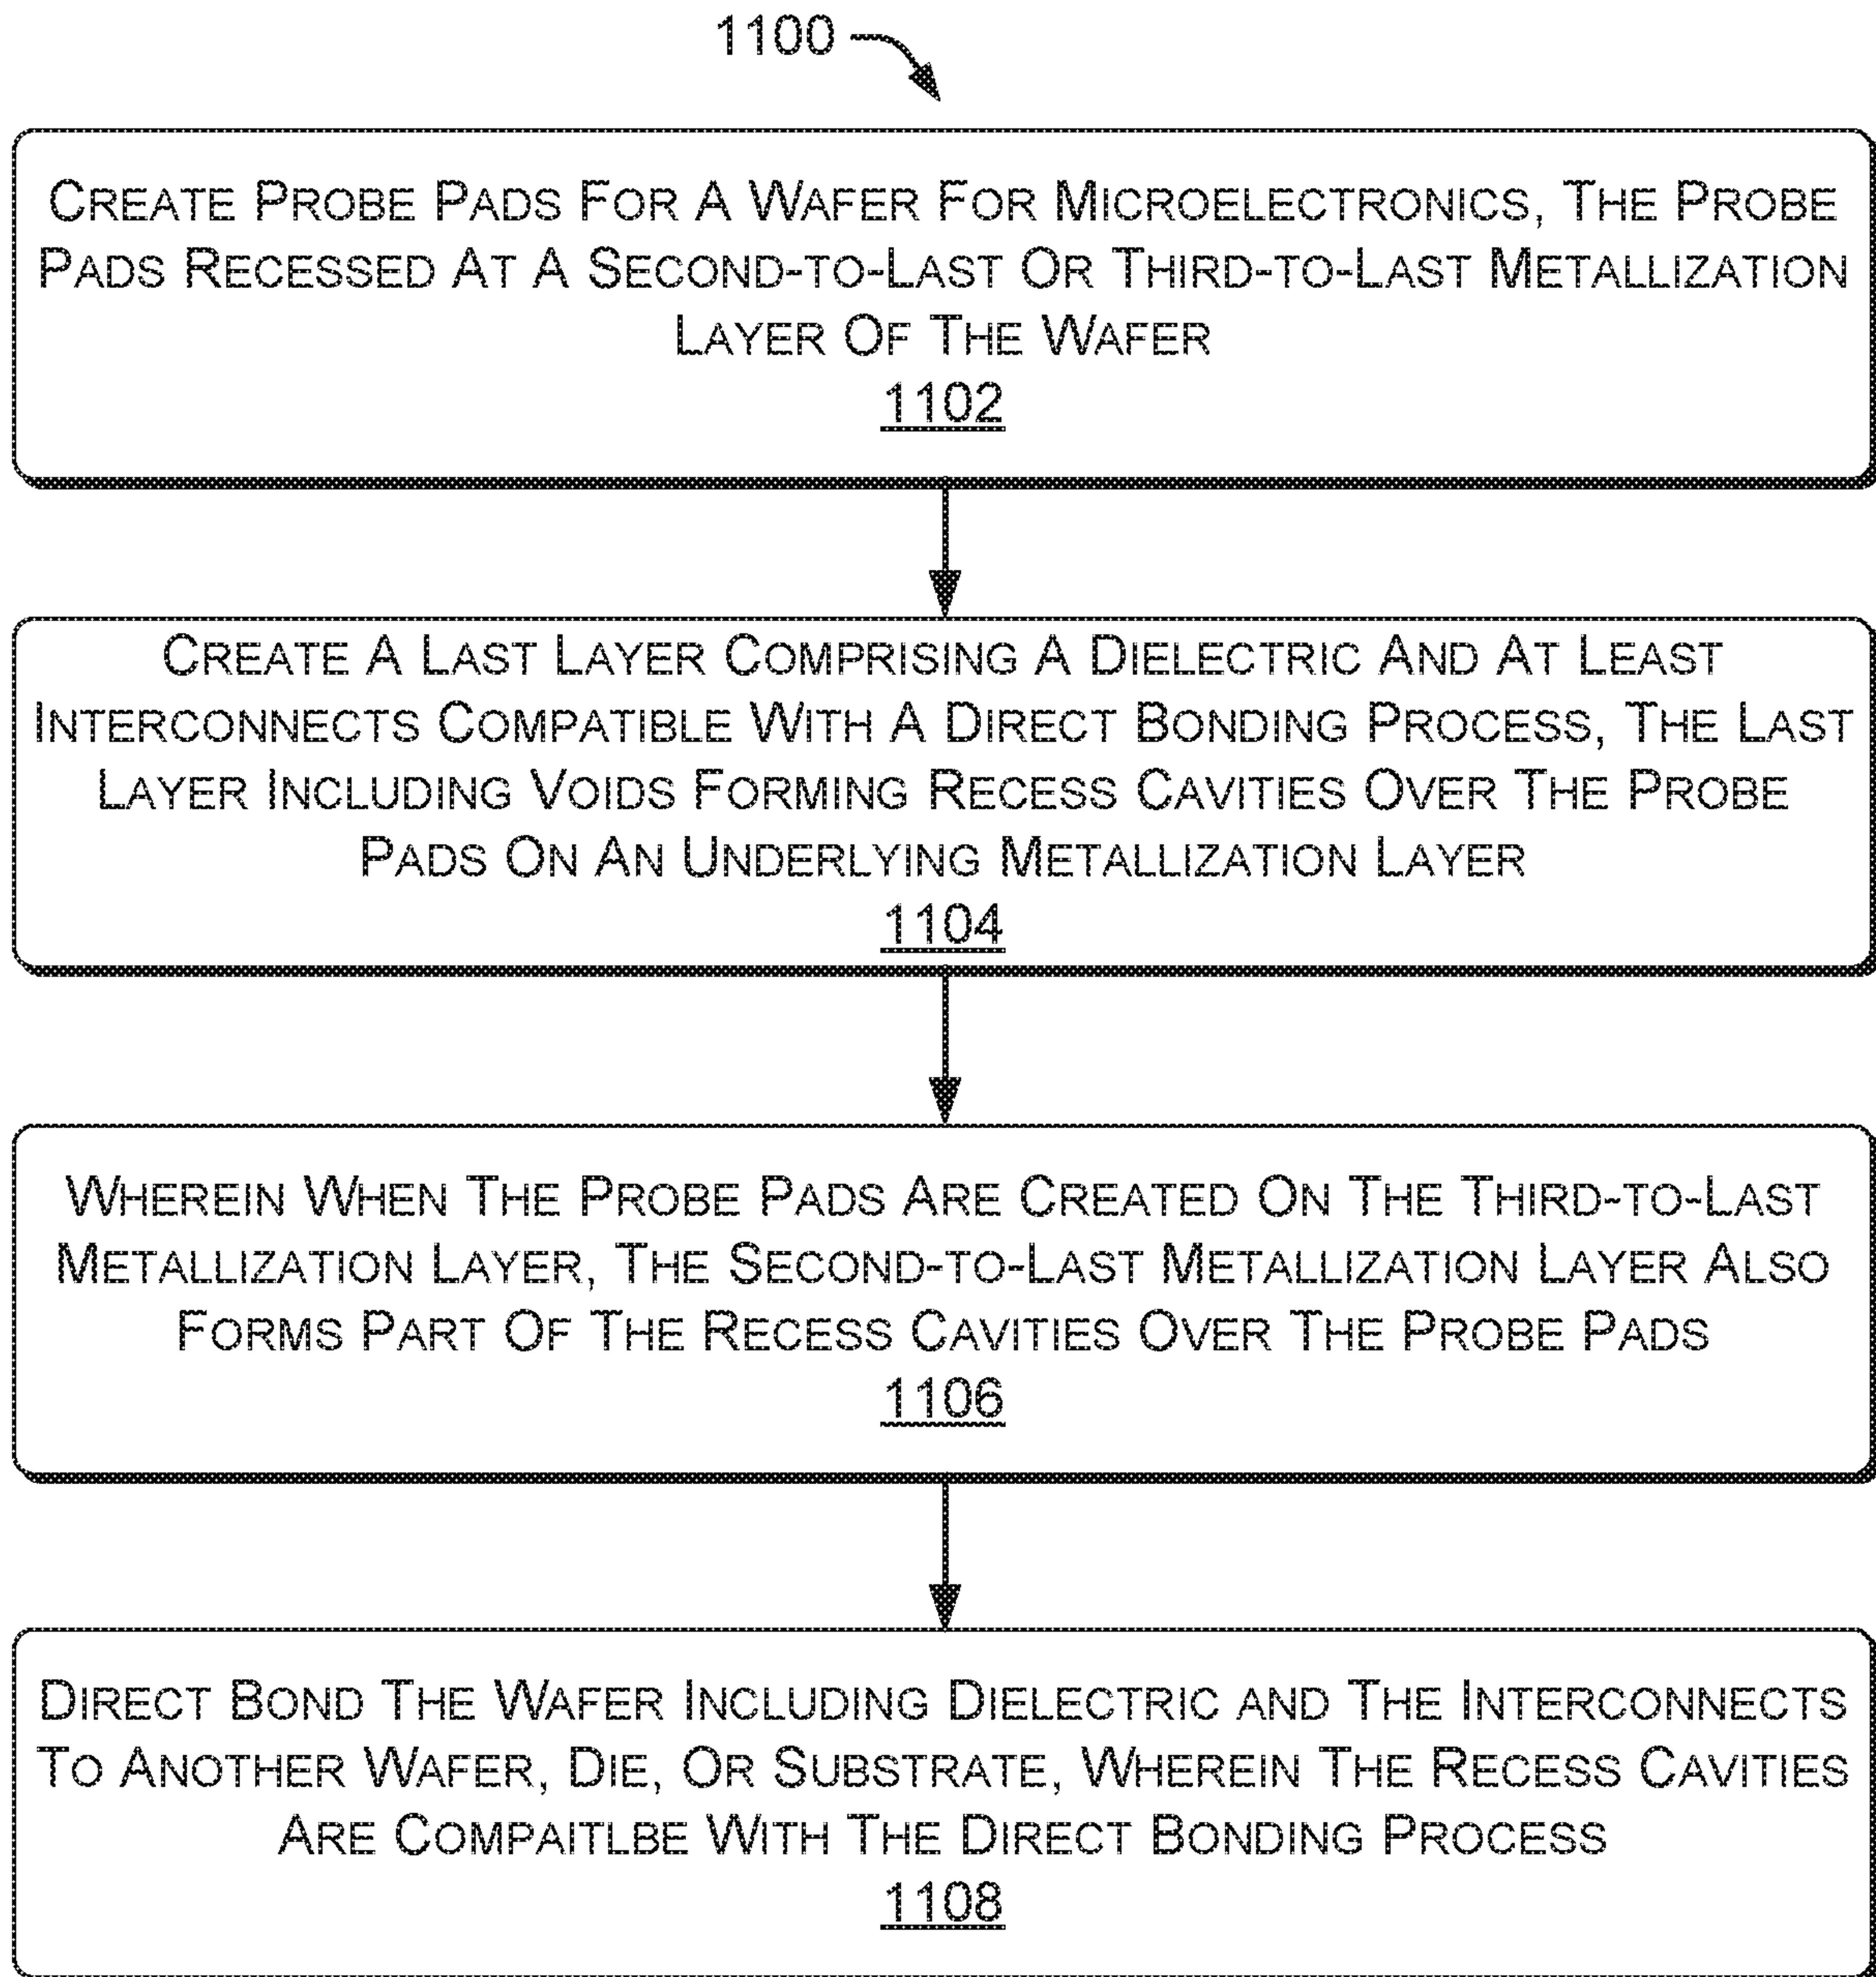 1100
CREATE PROBE PADS FOR A WAFER FOR MICROELECTRONICS, THE PROBE
PADS RECESSED AT A SECOND-TO-LAST OR THIRD-TO-LAST METALLIZATION
LAYER OF THE WAFER
1102
CREATE A LAST LAYER COMPRISING A DIELECTRIC AND AT LEAST
INTERCONNECTS COMPATIBLE WITH A DIRECT BONDING PROCESS, THE LAST
LAYER INCLUDING VOIDS FORMING RECESS CAVITIES OVER THE PROBE
PADS ON AN UNDERLYING METALLIZATION LAYER
1104
WHEREIN WHEN THE PROBE PADS ARE CREATED ON THE THIRD-TO-LAST
METALLIZATION LAYER, THE SECOND-TO-LAST METALLIZATION LAYER ALSO
FORMS PART OF THE RECESS CAVITIES OVER THE PROBE PADS
1106
DIRECT BOND THE WAFER INCLUDING DIELECTRIC AND THE INTERCONNECTS
TO ANOTHER WAFER, DIE, OR SUBSTRATE, WHEREIN THE RECESS CAVITIES
ARE COMPAITLBE WITH THE DIRECT BONDING PROCESS
1108